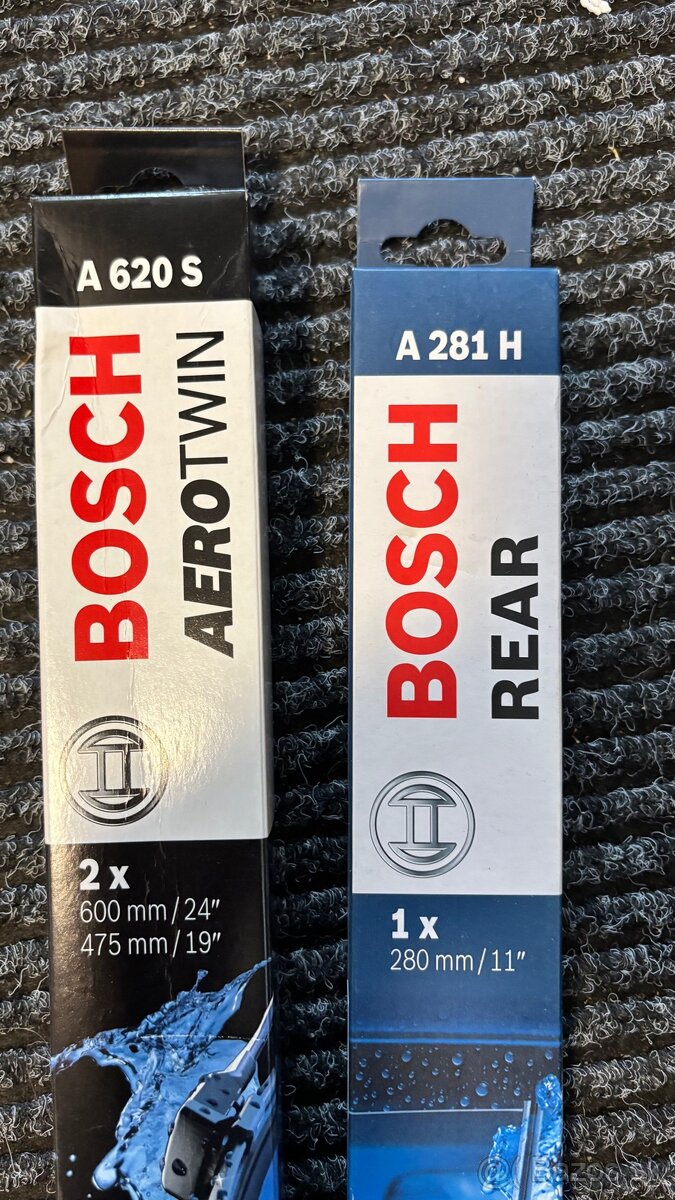 A 620 S
BOSCH
AEROTWIN
2 x
600 mm / 24"
475 mm / 19"
A 281 H
BOSCH
REAR
1 x
280 mm / 11"